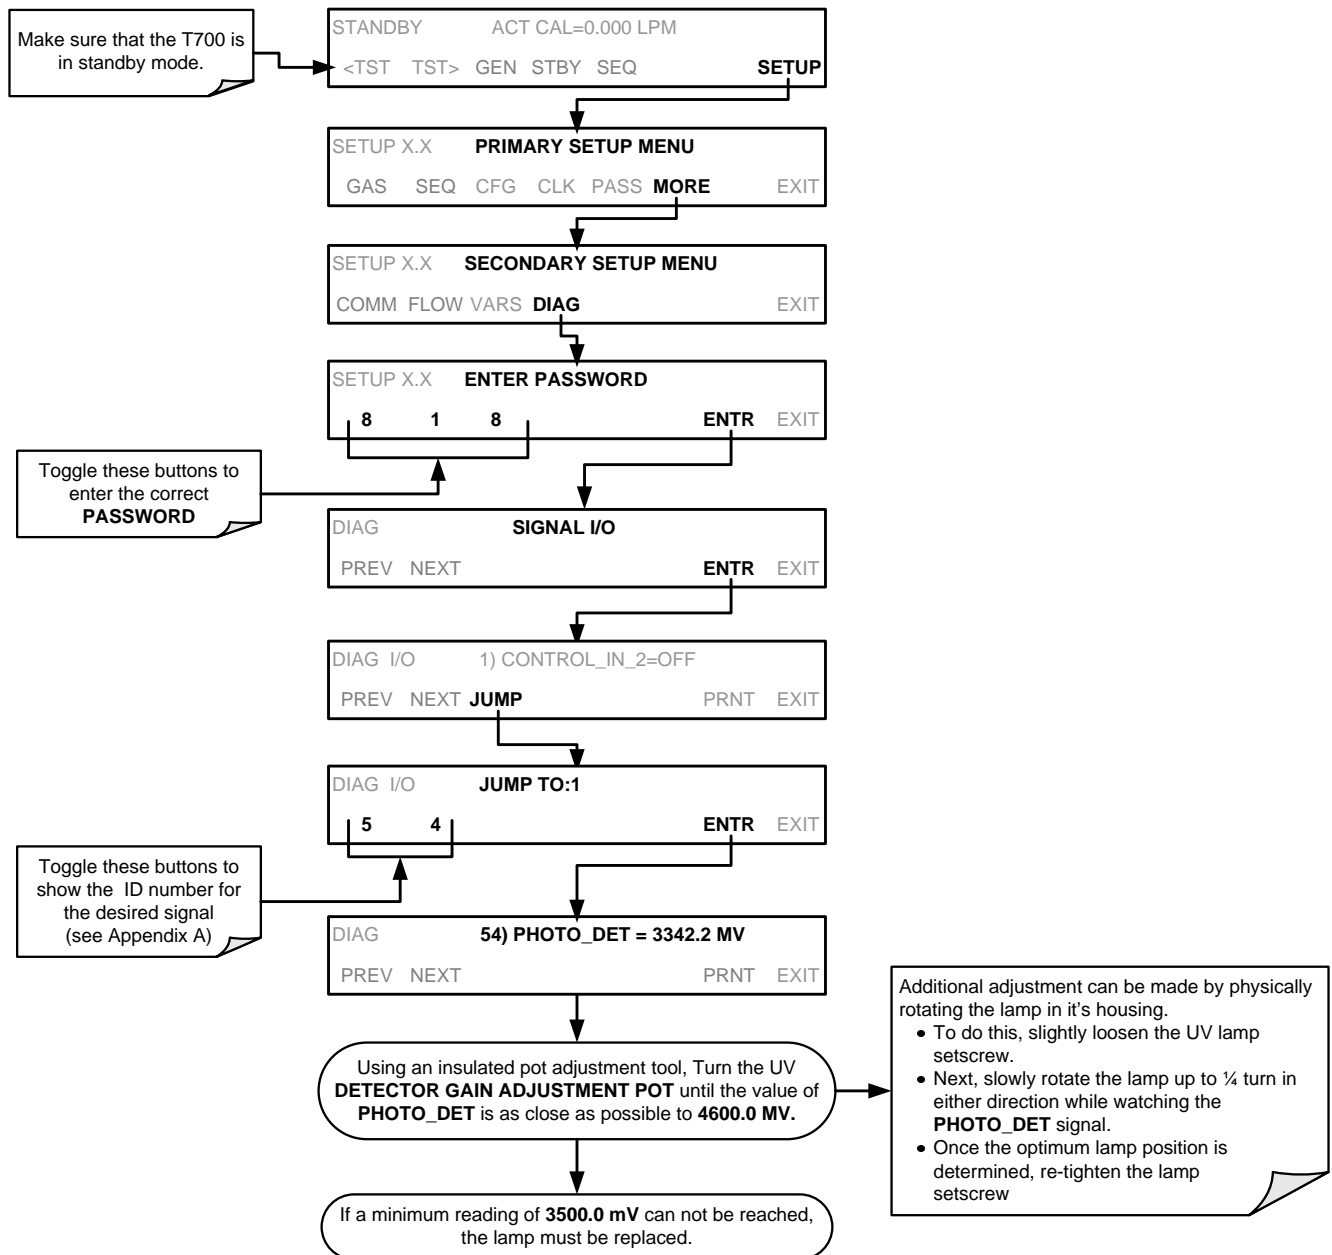 Make sure that the T700 is
in standby mode.
STANDBY ACT CAL=0.000 LPM
<TST TST> GEN STBY SEQ SETUP
SETUP X.X PRIMARY SETUP MENU
GAS SEQ CFG CLK PASS MORE EXIT
SETUP X.X SECONDARY SETUP MENU
COMM FLOW VARS DIAG EXIT
SETUP X.X ENTER PASSWORD
8 1 8 ENTR EXIT
Toggle these buttons to
enter the correct
PASSWORD
DIAG SIGNAL I/O
PREV NEXT ENTR EXIT
DIAG I/O 1) CONTROL_IN_2=OFF
PREV NEXT JUMP PRNT EXIT
DIAG I/O JUMP TO:1
5 4 ENTR EXIT
Toggle these buttons to
show the ID number for
the desired signal
(see Appendix A)
DIAG 54) PHOTO_DET = 3342.2 MV
PREV NEXT PRNT EXIT
Using an insulated pot adjustment tool, Turn the UV
DETECTOR GAIN ADJUSTMENT POT until the value of
PHOTO_DET is as close as possible to 4600.0 MV.
Additional adjustment can be made by physically
rotating the lamp in it's housing.
• To do this, slightly loosen the UV lamp
setscrew.
• Next, slowly rotate the lamp up to ¼ turn in
either direction while watching the
PHOTO_DET signal.
• Once the optimum lamp position is
determined, re-tighten the lamp
setscrew
If a minimum reading of 3500.0 mV can not be reached,
the lamp must be replaced.